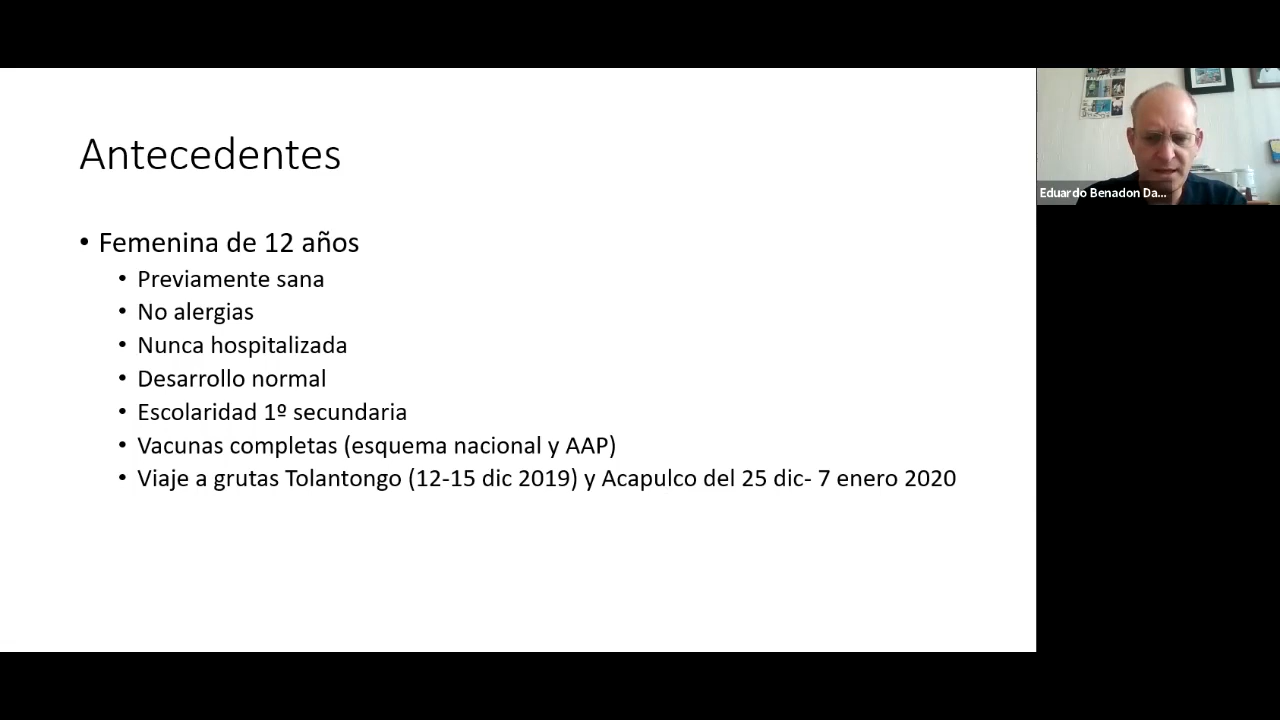 Antecedentes
• Femenina de 12 años
• Previamente sana
• No alergias
• Nunca hospitalizada
• Desarrollo normal
• Escolaridad 1º secundaria
• Vacunas completas (esquema nacional y AAP)
• Viaje a grutas Tolantongo (12-15 dic 2019) y Acapulco del 25 dic- 7 enero 2020
Eduardo Benadon Da...